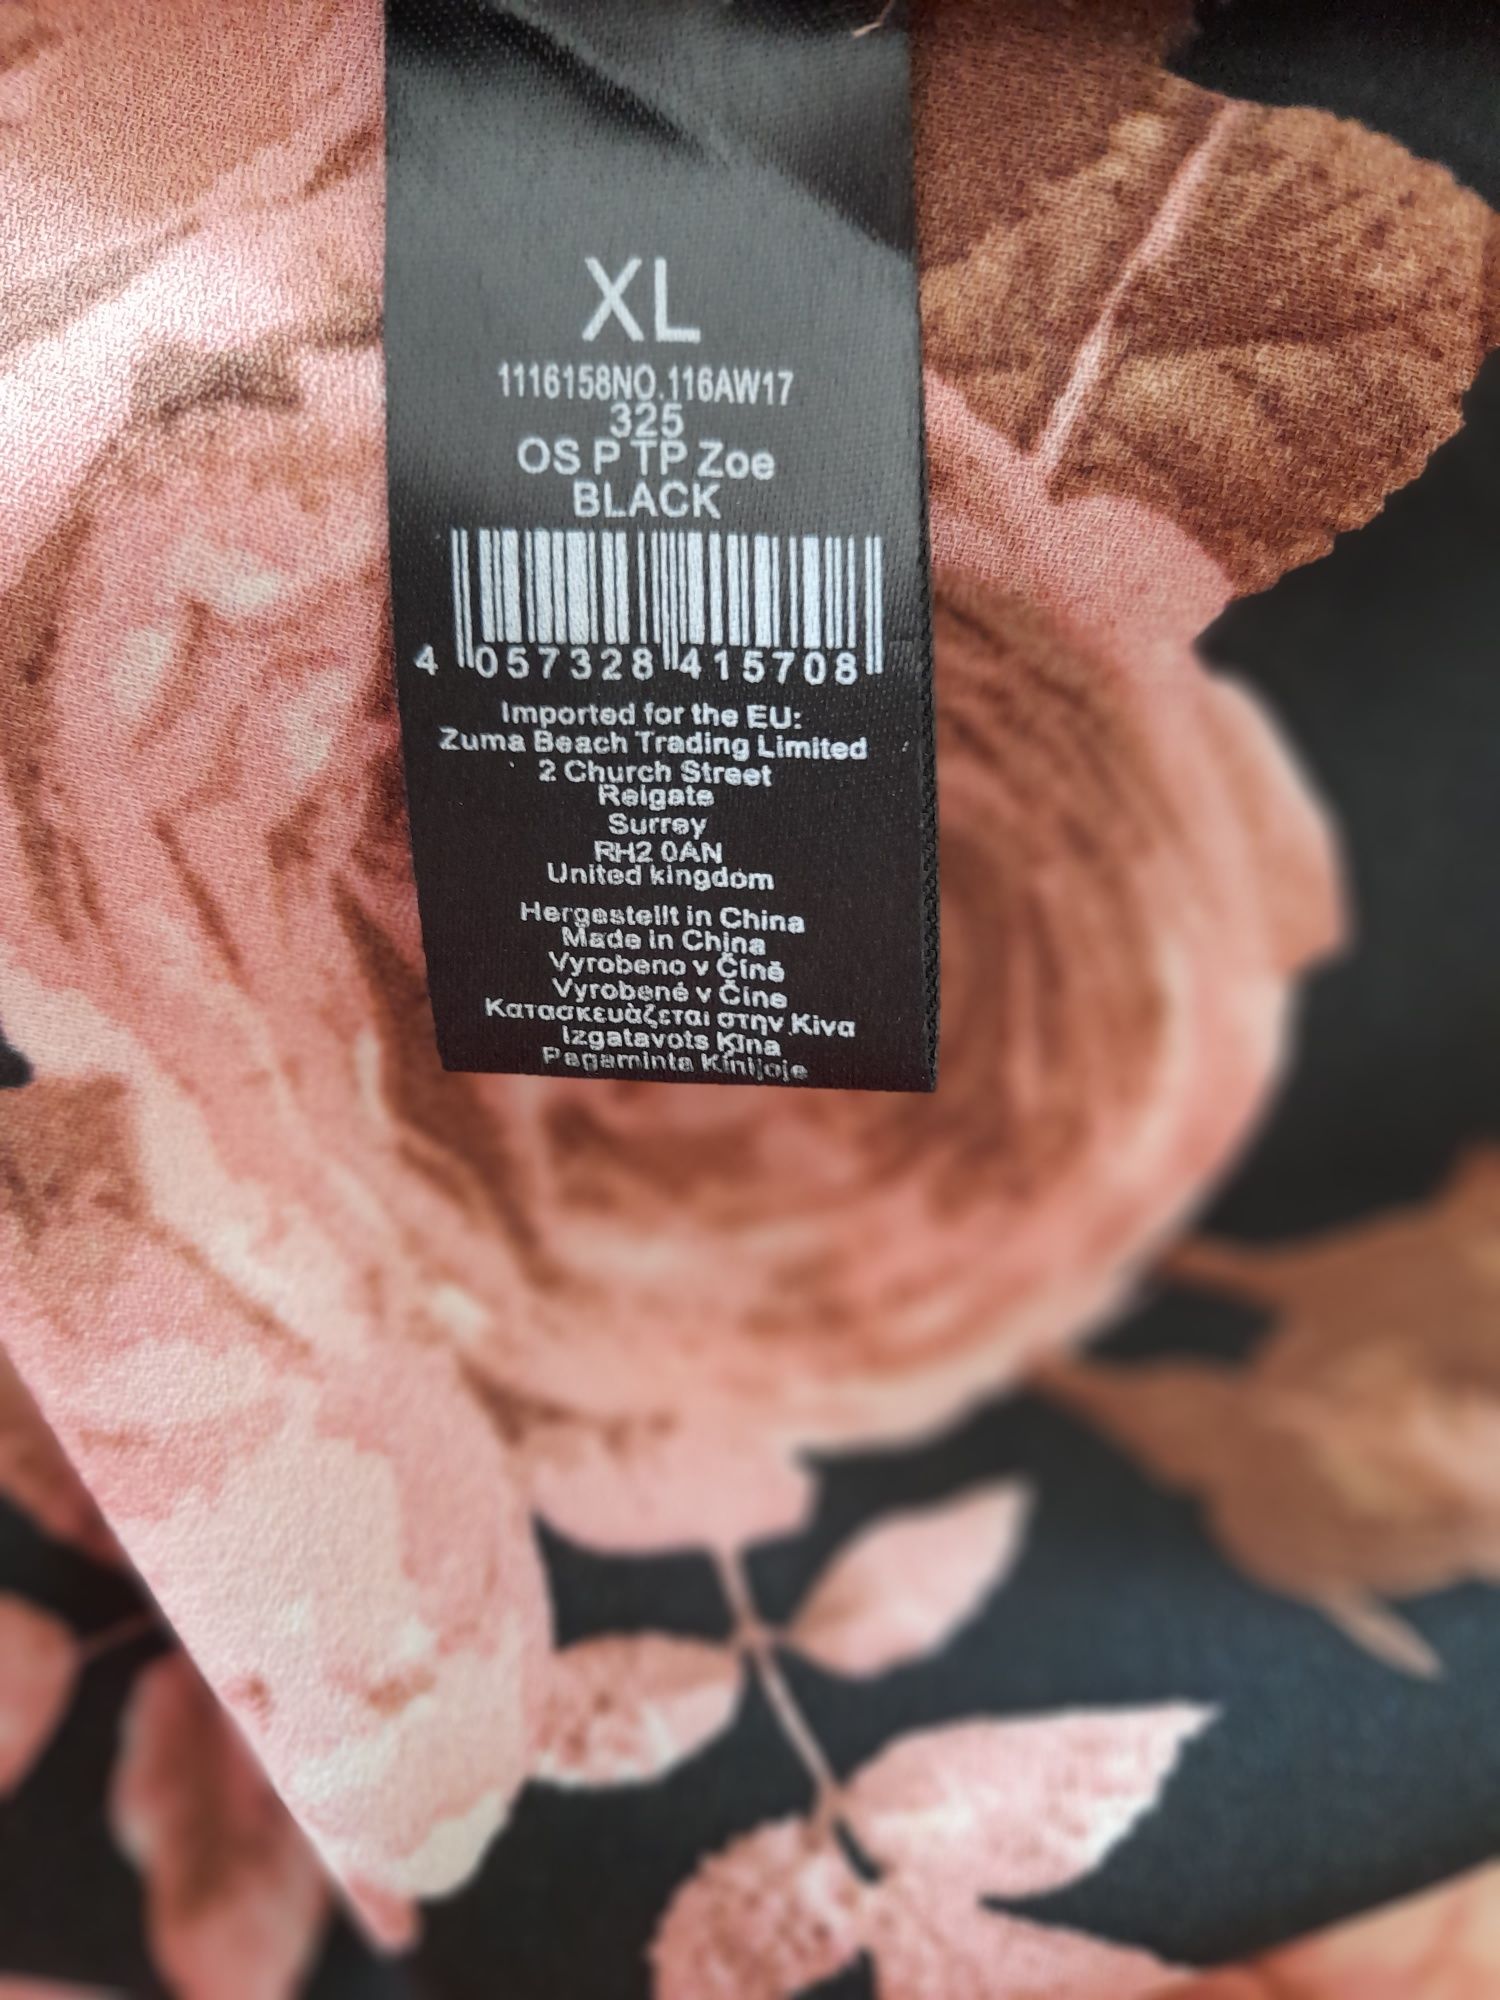 XL
1116158NO.116AW17
325
OS P TP Zoe
BLACK
4 057328 415708
Imported for the EU:
Zuma Beach Trading Limited
2 Church Street
Reigate
Surrey
RH2 0AN
United kingdom
Hergestellt in China
Made in China
Vyrobeno v Číně
Vyrobené v Číne
Κατασκευὰζεται στην Κινα
Izgatavots Ķīna
Pagaminta Kinijoje